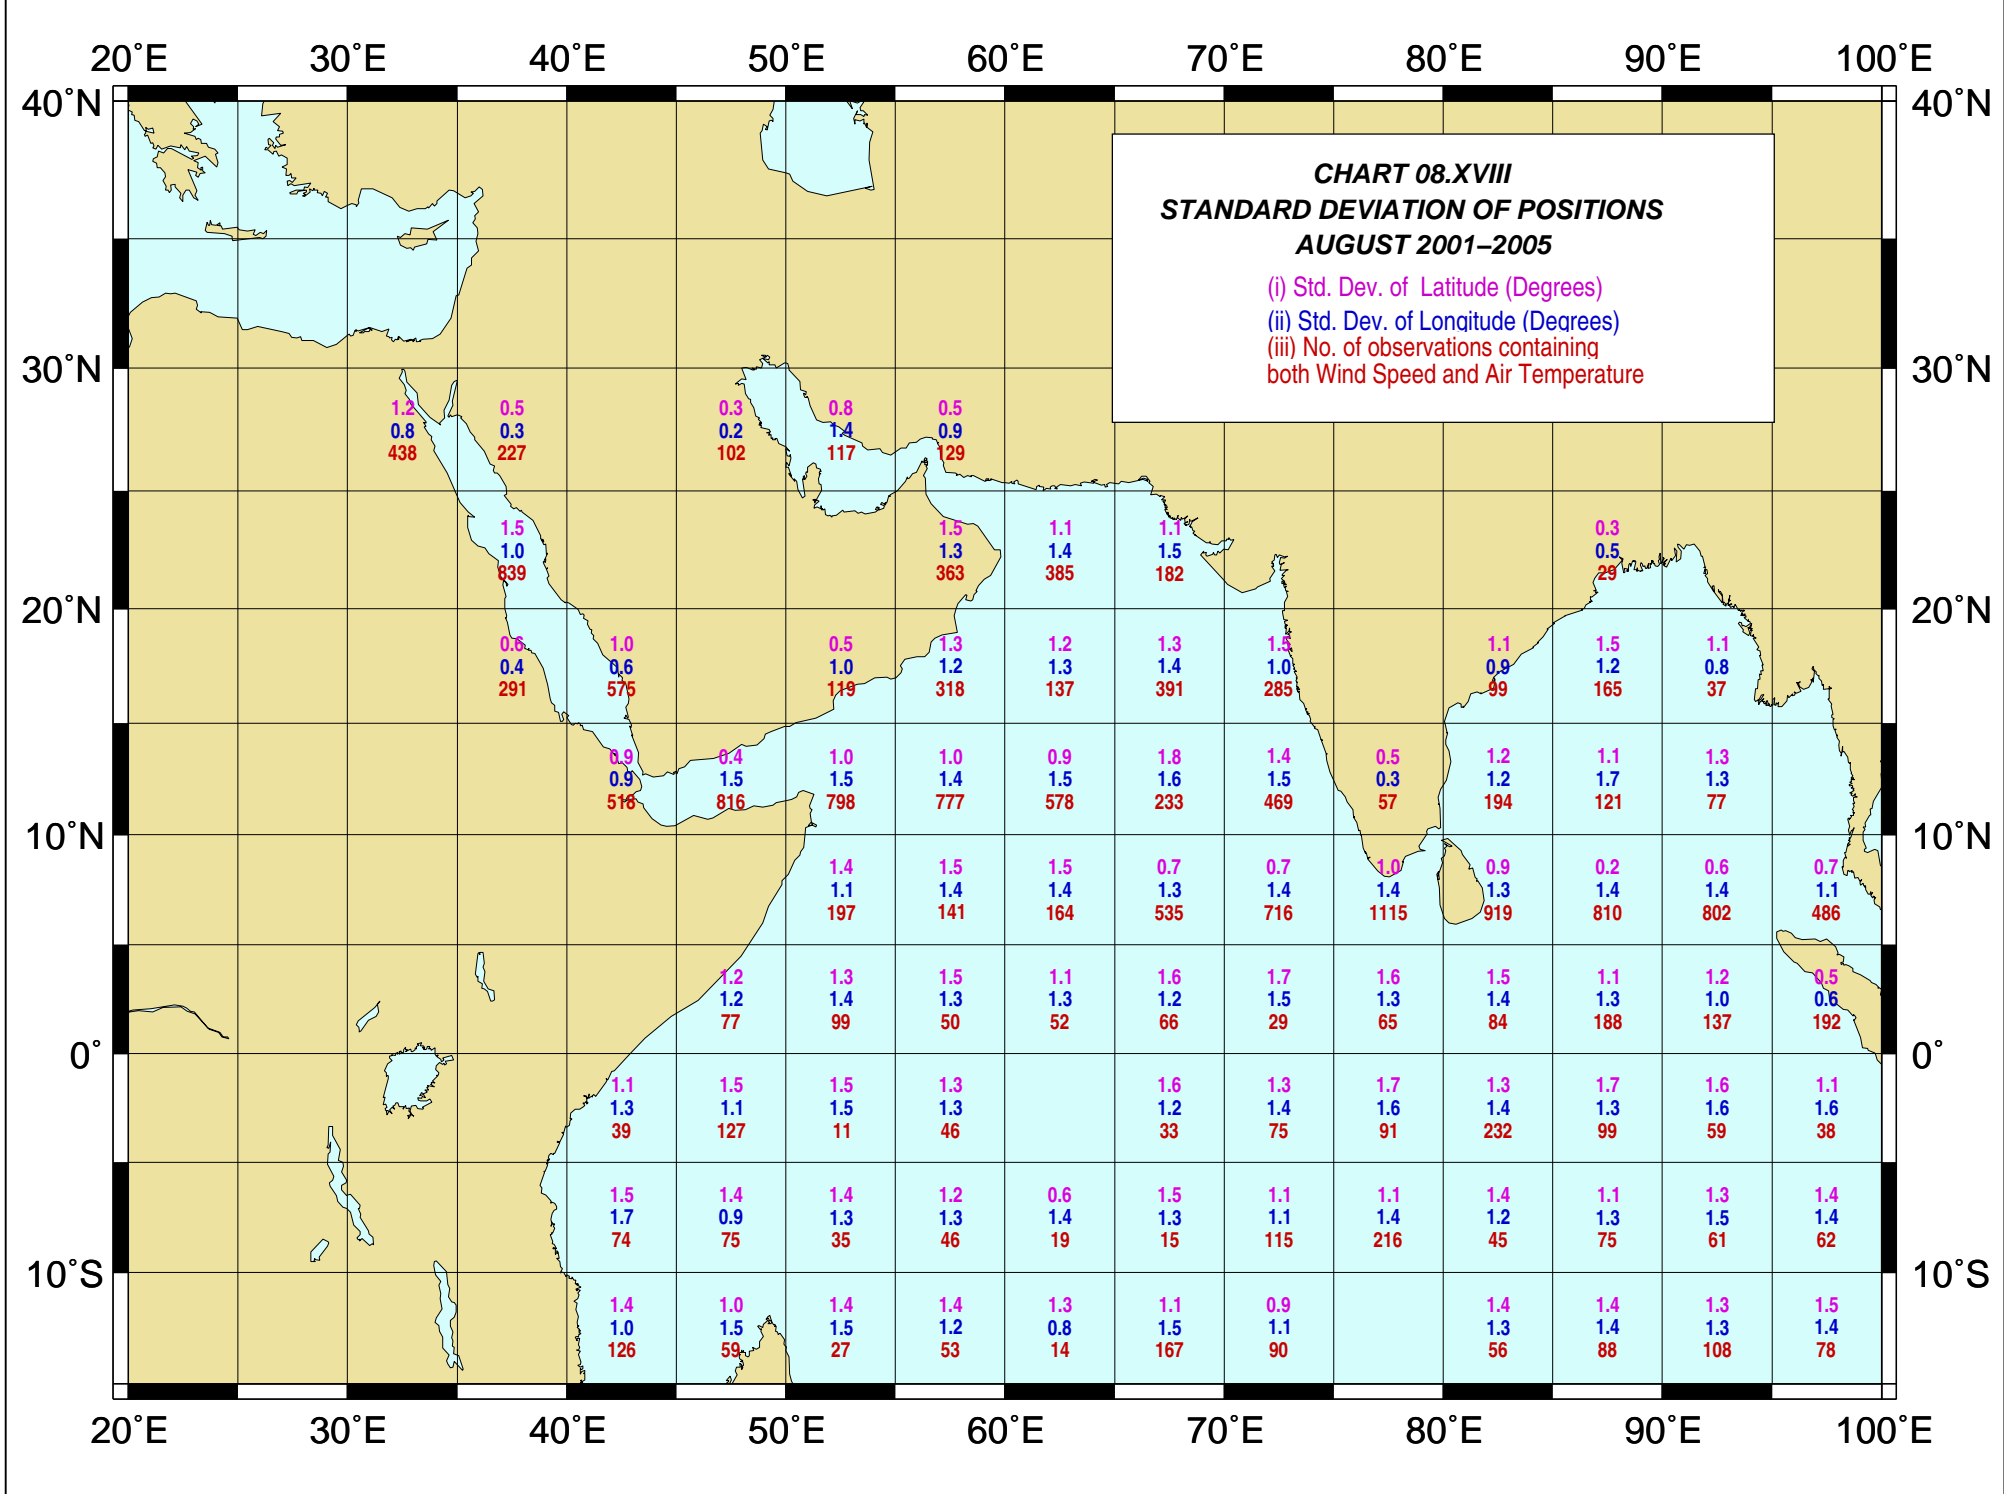 20°E 30°E 40°E 50°E 60°E 70°E 80°E 90°E 100°E
40°N 40°N
CHART 08.XVIII
STANDARD DEVIATION OF POSITIONS
AUGUST 2001–2005
(i) Std. Dev. of Latitude (Degrees)
(ii) Std. Dev. of Longitude (Degrees)
(iii) No. of observations containing
both Wind Speed and Air Temperature
30°N 30°N
1.2 0.5 0.3 0.8 0.5
0.8 0.3 0.2 1.4 0.9
438 227 102 117 129
1.5 1.5 1.1 1.1 0.3
1.0 1.3 1.4 1.5 0.5
839 363 385 182 29
20°N 20°N
0.6 1.0 0.5 1.3 1.2 1.3 1.5 1.1 1.5 1.1
0.4 0.6 1.0 1.2 1.3 1.4 1.0 0.9 1.2 0.8
291 575 119 318 137 391 285 99 165 37
0.9 0.4 1.0 1.0 0.9 1.8 1.4 0.5 1.2 1.1 1.3
0.9 1.5 1.5 1.4 1.5 1.6 1.5 0.3 1.2 1.7 1.3
518 816 798 777 578 233 469 57 194 121 77
10°N 10°N
1.4 1.5 1.5 0.7 0.7 1.0 0.9 0.2 0.6 0.7
1.1 1.4 1.4 1.3 1.4 1.4 1.3 1.4 1.4 1.1
197 141 164 535 716 1115 919 810 802 486
1.2 1.3 1.5 1.1 1.6 1.7 1.6 1.5 1.1 1.2 0.5
1.2 1.4 1.3 1.3 1.2 1.5 1.3 1.4 1.3 1.0 0.6
77 99 50 52 66 29 65 84 188 137 192
0° 0°
1.1 1.5 1.5 1.3 1.6 1.3 1.7 1.3 1.7 1.6 1.1
1.3 1.1 1.5 1.3 1.2 1.4 1.6 1.4 1.3 1.6 1.6
39 127 11 46 33 75 91 232 99 59 38
1.5 1.4 1.4 1.2 0.6 1.5 1.1 1.1 1.4 1.1 1.3 1.4
1.7 0.9 1.3 1.3 1.4 1.3 1.1 1.4 1.2 1.3 1.5 1.4
74 75 35 46 19 15 115 216 45 75 61 62
10°S 10°S
1.4 1.0 1.4 1.4 1.3 1.1 0.9 1.4 1.4 1.3 1.5
1.0 1.5 1.5 1.2 0.8 1.5 1.1 1.3 1.4 1.3 1.4
126 59 27 53 14 167 90 56 88 108 78
20°E 30°E 40°E 50°E 60°E 70°E 80°E 90°E 100°E